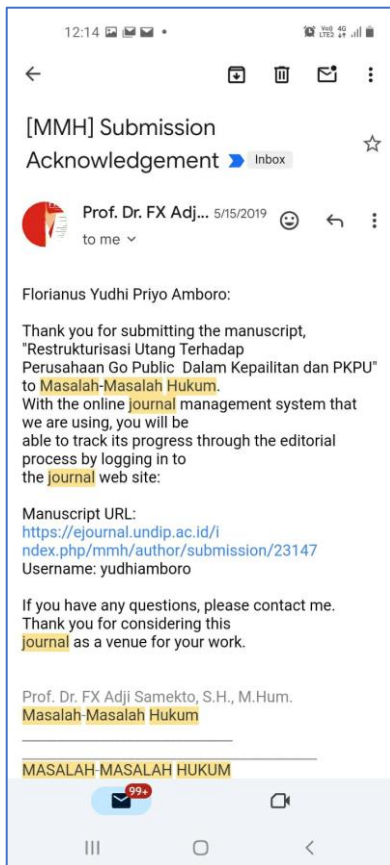 12:14
Vo) 4G
LTE2
[MMH] Submission
Acknowledgement Inbox
Prof. Dr. FX Adj... 5/15/2019
to me
Florianus Yudhi Priyo Amboro:
Thank you for submitting the manuscript,
"Restrukturisasi Utang Terhadap
Perusahaan Go Public Dalam Kepailitan dan PKPU"
to Masalah-Masalah Hukum.
With the online journal management system that
we are using, you will be
able to track its progress through the editorial
process by logging in to
the journal web site:
Manuscript URL:
https://ejournal.undip.ac.id/i
ndex.php/mmh/author/submission/23147
Username: yudhiamboro
If you have any questions, please contact me.
Thank you for considering this
journal as a venue for your work.
Prof. Dr. FX Adji Samekto, S.H., M.Hum.
Masalah-Masalah Hukum
MASALAH-MASALAH HUKUM
99+